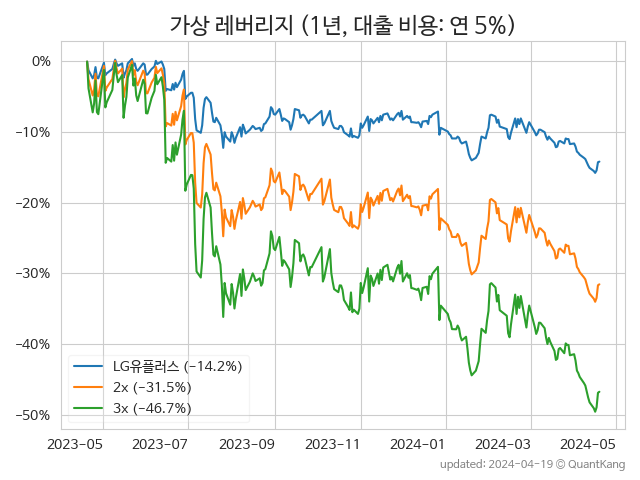 가상 레버리지 (1년, 대출 비용: 연 5%)
0%
−10%
−20%
−30%
−40%
−50%
LG유플러스 (−14.2%)
2x (−31.5%)
3x (−46.7%)
2023-05 2023-07 2023-09 2023-11 2024-01 2024-03 2024-05
updated: 2024-04-19 © QuantKang